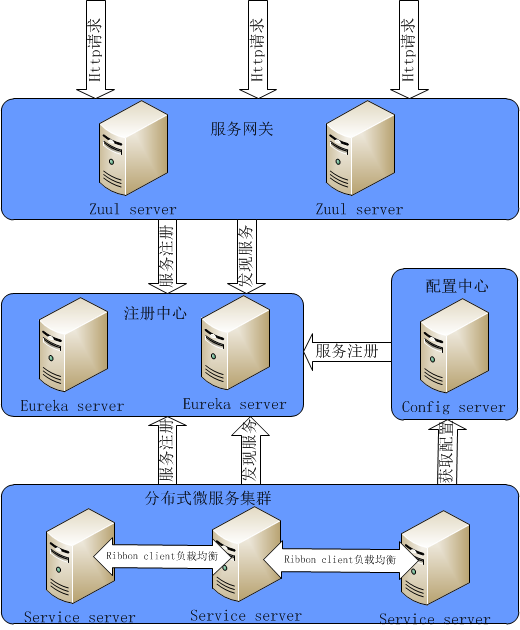 Http请求
Http请求
Http请求
服务网关
Zuul server
Zuul server
服务注册
发现服务
注册中心
配置中心
服务注册
Eureka server
Eureka server
Config server
服务注册
发现服务
获取配置
分布式微服务集群
Ribbon client负载均衡
Ribbon client负载均衡
Service server
Service server
Service server